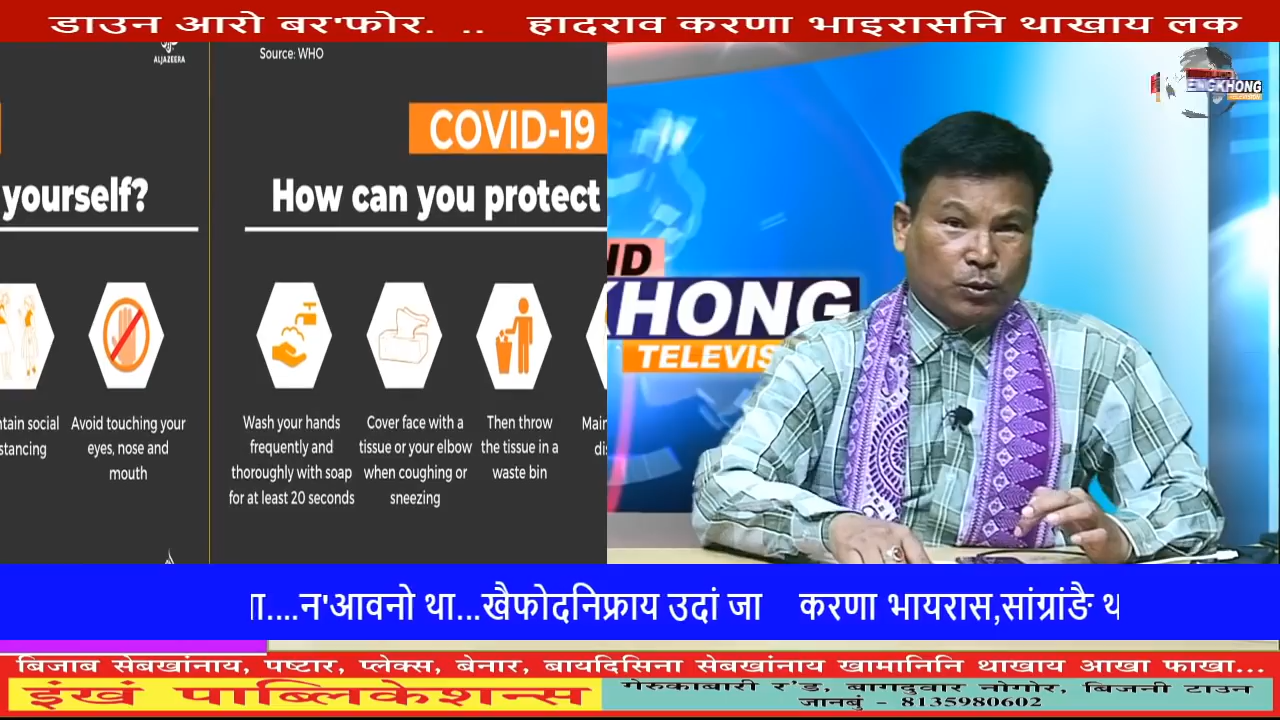 डाउन आरो बर'फोर. .. हादराव करणा भाइरासनि थाखाय लक
ALJAZEERA
Source: WHO
ENGKHONG
TELEVISION
COVID-19
yourself?
How can you protect
ND
KHONG
TELEVIS
ntain social
stancing
Avoid touching your
eyes, nose and
mouth
Wash your hands
frequently and
thoroughly with soap
for at least 20 seconds
Cover face with a
tissue or your elbow
when coughing or
sneezing
Then throw
the tissue in a
waste bin
Main
dis
ा....न'आवनो था...खैफोदनिफ्राय उदां जा करणा भायरास,सांग्रांङै थ
बिजाब सेबखांनाय, पष्टार, प्लेक्स, बेनार, बायदिसिना सेबखांनाय खामानिनि थाखाय आखा फाखा...
इंखं पाब्लिकेशन्स
गेरुकाबारी र'ड, बागदुवार नोगोर, बिजनी टाउन
जानबुं - 8135980602